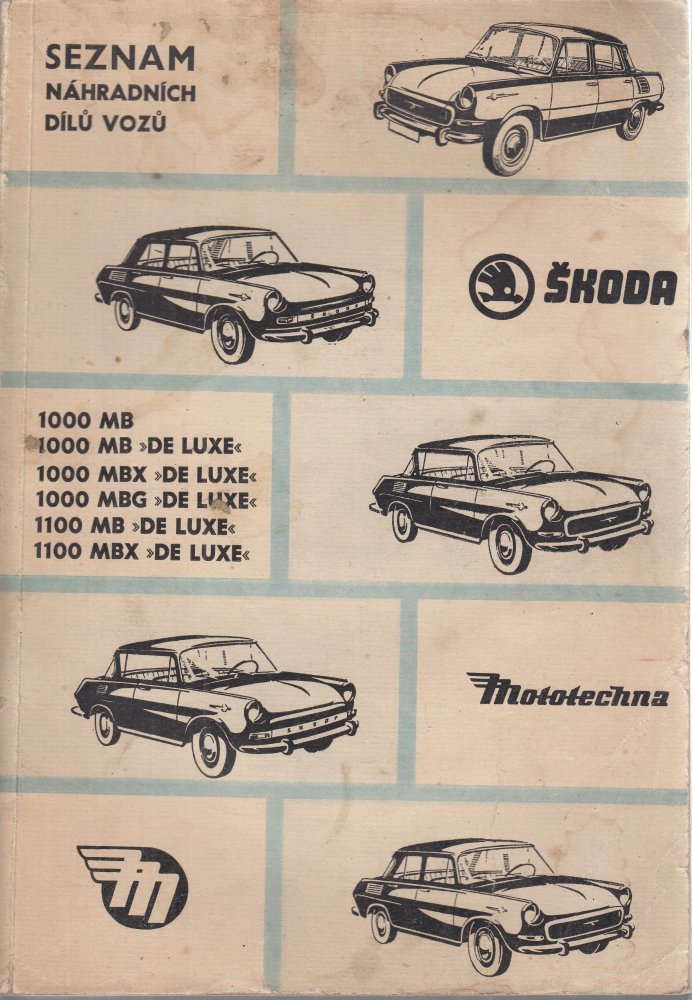 SEZNAM
NÁHRADNÍCH
DÍLŮ VOZŮ
ŠKODA
ŠKODA
1000 MB
1000 MB »DE LUXE«
1000 MBX »DE LUXE«
1000 MBG »DE LUXE«
1100 MB »DE LUXE«
1100 MBX »DE LUXE«
Mototechna
M